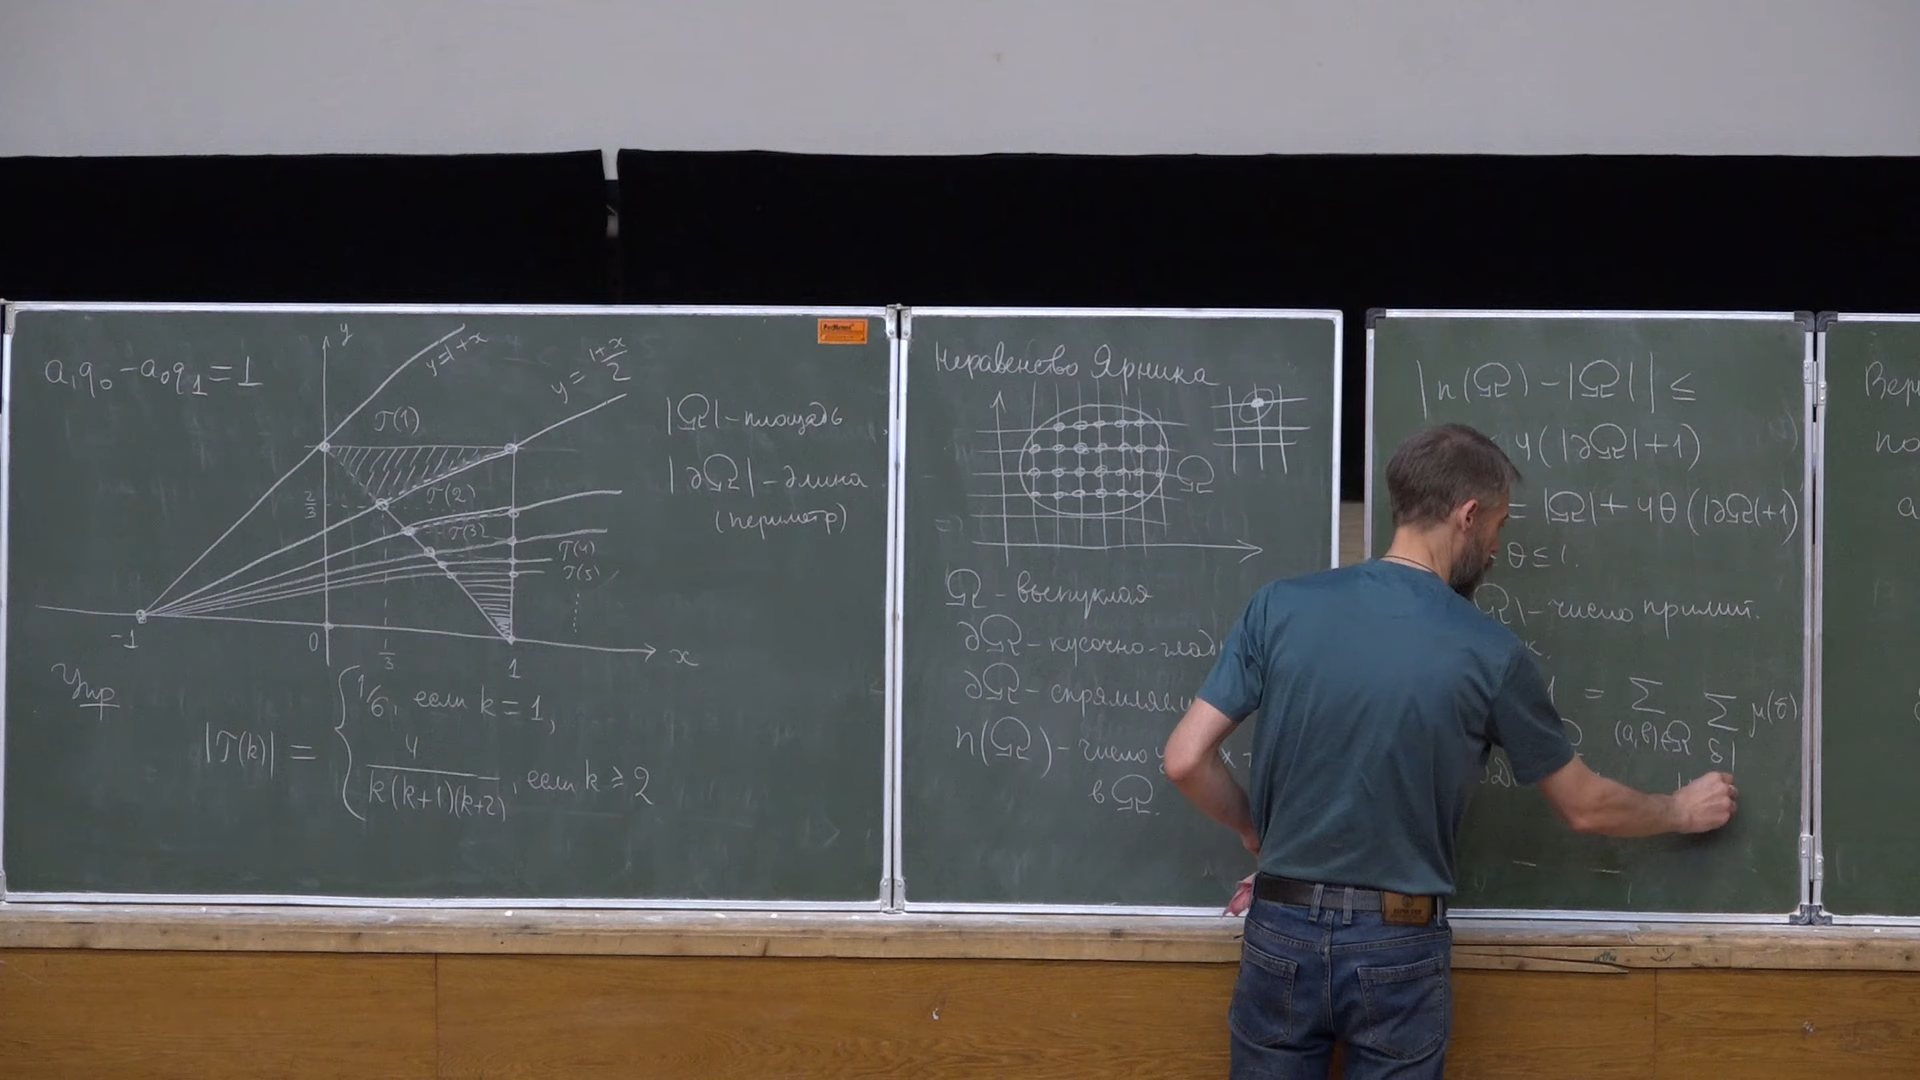 a₁q₀ − a₀q₁ = 1
y
y=1+x
y = (1+x)/2
T(1)
2/3
T(2)
T(3)
T(4)
T(5)
-1
0
1/3
1
x
|Ω| - площадь
|∂Ω| - длина
(периметр)
Упр
|T(k)| = { 1/6, если k = 1,
4/(k(k+1)(k+2)), если k ≥ 2
Неравенство Ярника
Ω
Ω - выпуклая
∂Ω - кусочно-глад
∂Ω - спрямляем
n(Ω) - число
в Ω.
|n(Ω) − |Ω|| ≤
4(|∂Ω|+1)
= |Ω| + 4θ(|∂Ω|+1)
θ ≤ 1.
Ω) - число примит.
= Σ Σ μ(δ)
(a,b)∈Ω δ|